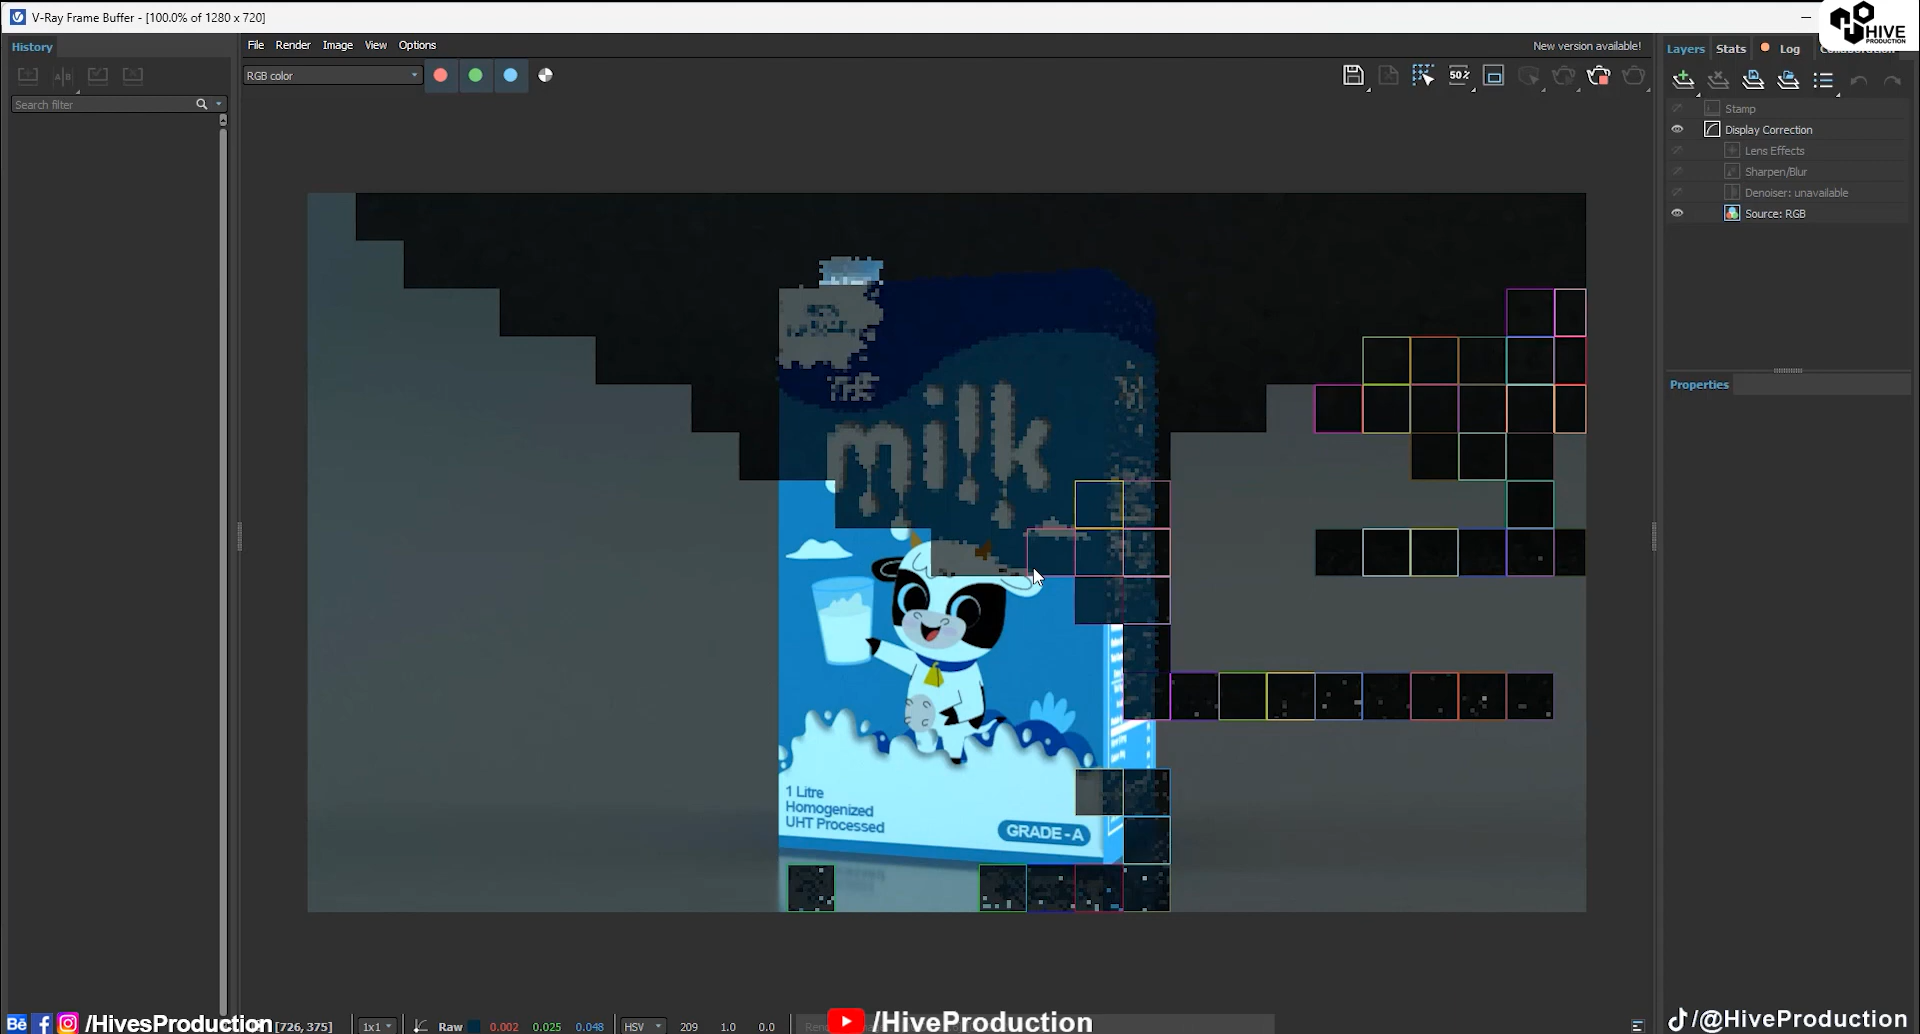 V-Ray Frame Buffer - [100.0% of 1280 x 720]
HIVE
PRODUCTION
History
File Render Image View Options
New version available!
Layers Stats Log Collaboration
RGB color
50%
Search filter
Stamp
Display Correction
Lens Effects
Sharpen/Blur
Denoiser: unavailable
Source: RGB
Properties
milk
1 Litre
Homogenized
UHT Processed
GRADE-A
Bē /HivesProduction
[726, 375]
1x1
Raw 0.002 0.025 0.048
HSV 209 1.0 0.0
/HiveProduction
/@HiveProduction